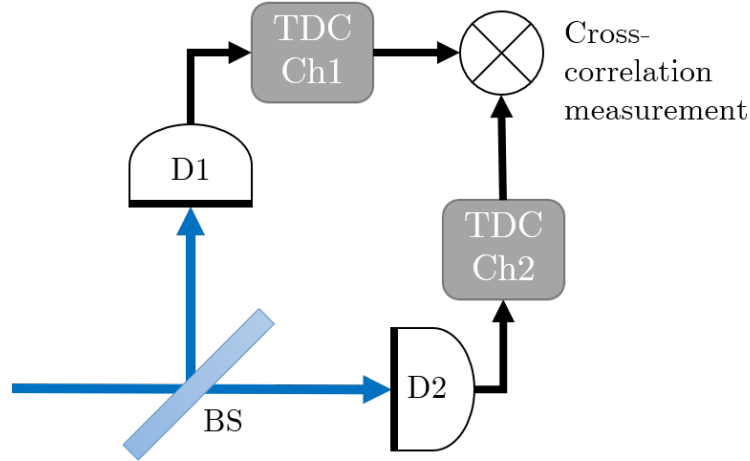 TDC
Ch1
Cross-
correlation
measurement
D1
TDC
Ch2
D2
BS